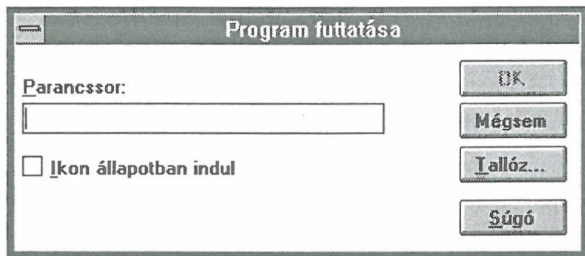 Program futtatása
Parancssor:
OK
Mégsem
Ikon állapotban indul
Tallóz...
Súgó